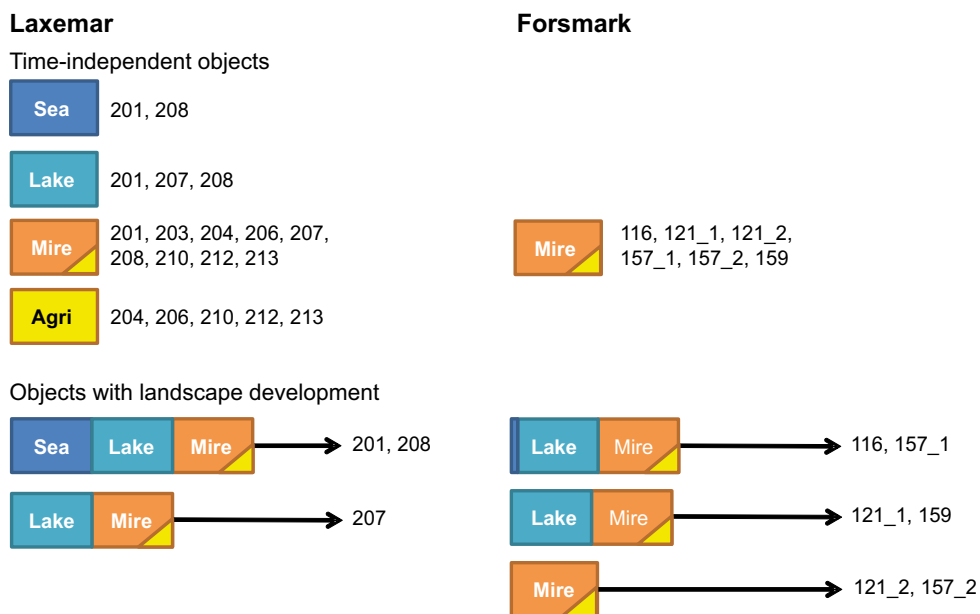 Laxemar
Forsmark
Time-independent objects
Sea 201, 208
Lake 201, 207, 208
Mire 201, 203, 204, 206, 207,
208, 210, 212, 213
Mire 116, 121_1, 121_2,
157_1, 157_2, 159
Agri 204, 206, 210, 212, 213
Objects with landscape development
Sea Lake Mire 201, 208
Lake Mire 116, 157_1
Lake Mire 207
Lake Mire 121_1, 159
Mire 121_2, 157_2